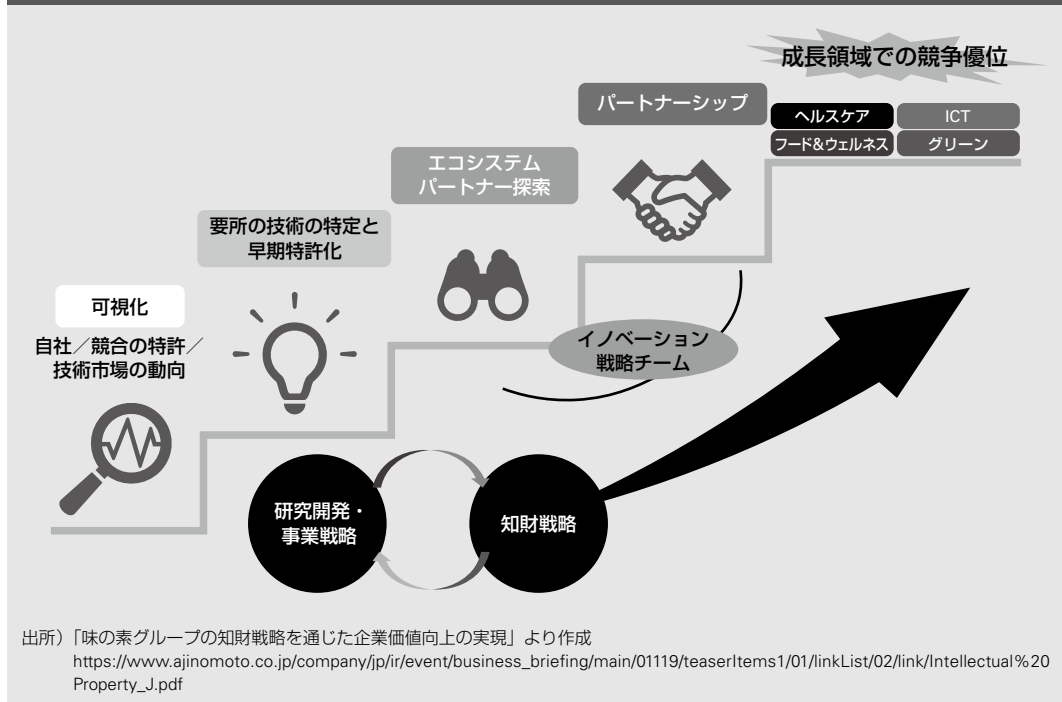 成長領域での競争優位
パートナーシップ
ヘルスケア
ICT
フード&ウェルネス
グリーン
エコシステム
パートナー探索
要所の技術の特定と
早期特許化
可視化
自社／競合の特許／
技術市場の動向
イノベーション
戦略チーム
研究開発・
事業戦略
知財戦略
出所）「味の素グループの知財戦略を通じた企業価値向上の実現」より作成
https://www.ajinomoto.co.jp/company/jp/ir/event/business_briefing/main/01119/teaserItems1/01/linkList/02/link/Intellectual%20
Property_J.pdf